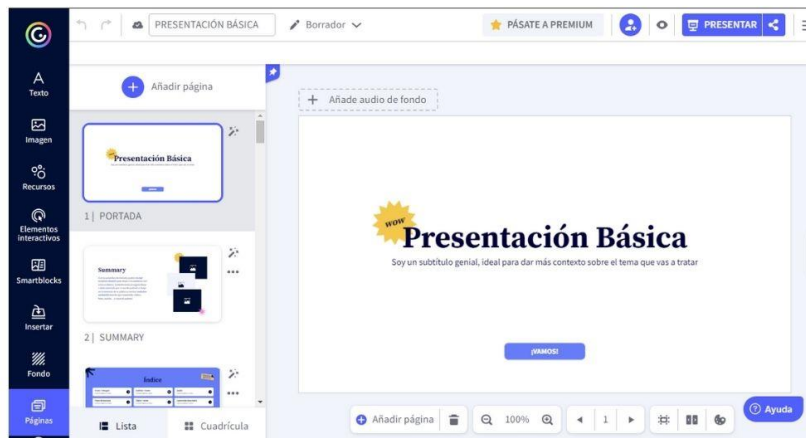 PRESENTACIÓN BÁSICA
Borrador
PÁSATE A PREMIUM
PRESENTAR
Texto
Imagen
Recursos
Elementos
interactivos
Smartblocks
Insertar
Fondo
Páginas
Añadir página
Presentación Básica
¡VAMOS!
1 | PORTADA
Summary
2 | SUMMARY
Índice
Lista
Cuadrícula
Añade audio de fondo
WOW
Presentación Básica
Soy un subtítulo genial, ideal para dar más contexto sobre el tema que vas a tratar
¡VAMOS!
Añadir página
100%
1
Ayuda